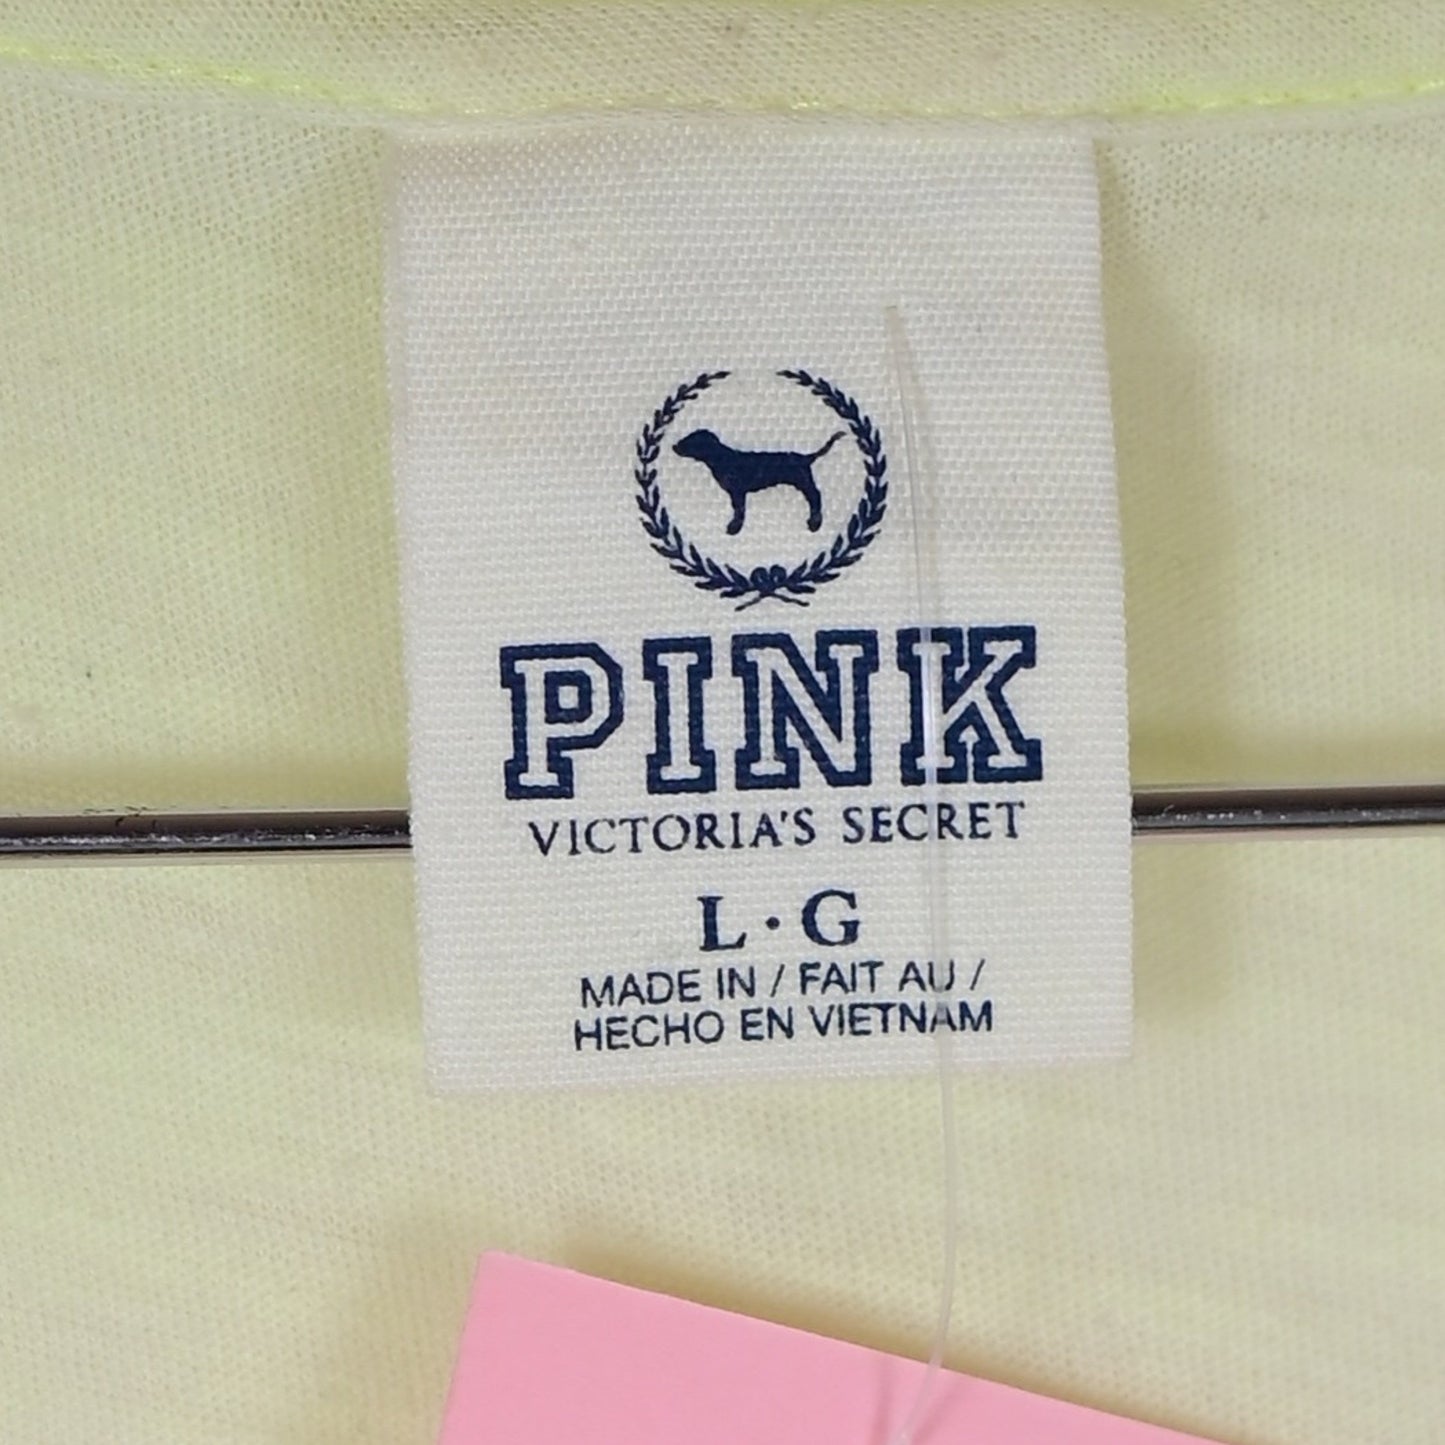 PINK
VICTORIA'S SECRET
L · G
MADE IN / FAIT AU /
HECHO EN VIETNAM